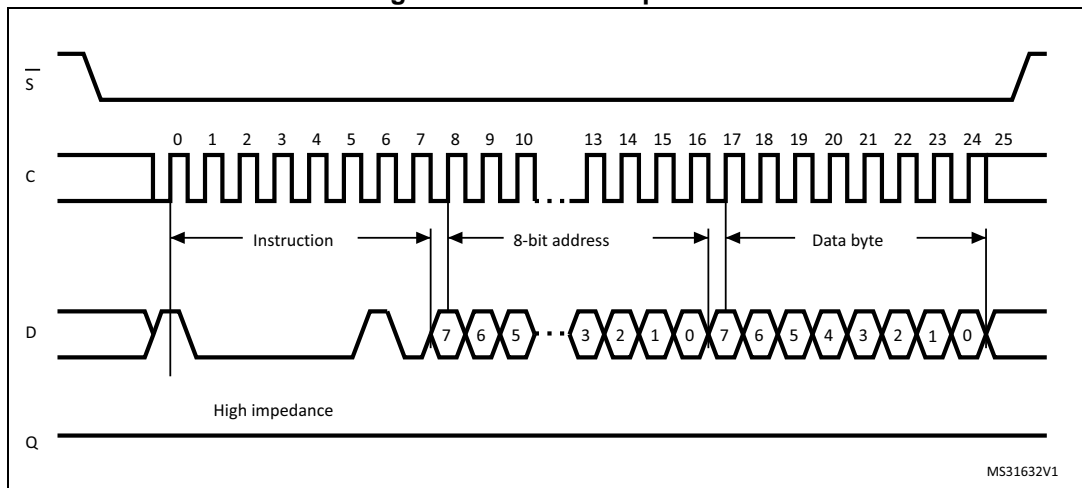 S
0 1 2 3 4 5 6 7 8 9 10 13 14 15 16 17 18 19 20 21 22 23 24 25
C
Instruction 8-bit address Data byte
D 7 6 5 3 2 1 0 7 6 5 4 3 2 1 0
High impedance
Q
MS31632V1